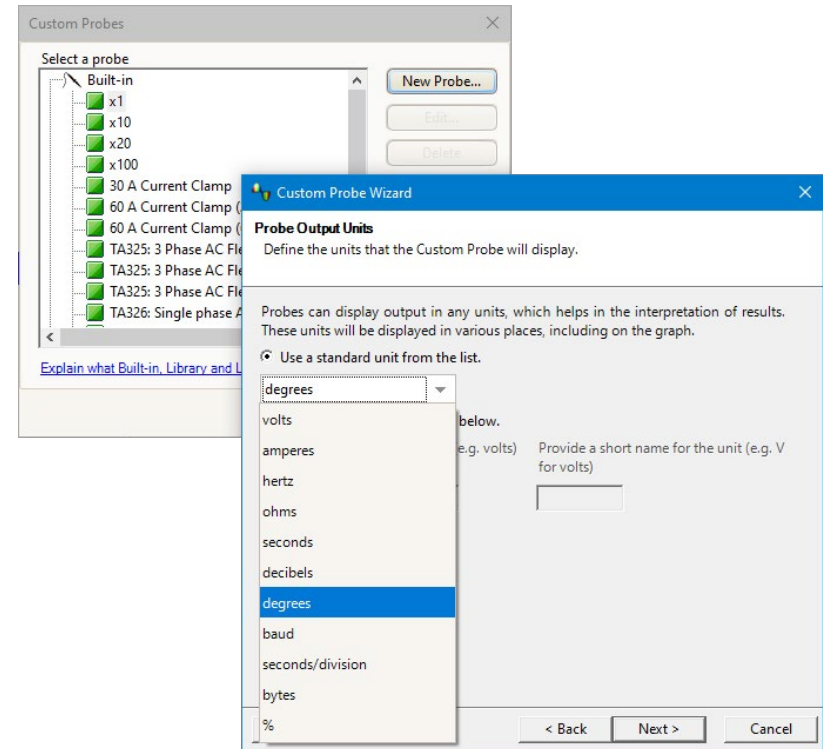 Custom Probes
Select a probe
Built-in
x1
x10
x20
x100
30 A Current Clamp
60 A Current Clamp (
60 A Current Clamp (
TA325: 3 Phase AC Fle
TA325: 3 Phase AC Fle
TA325: 3 Phase AC Fle
TA326: Single phase A
New Probe...
Edit...
Delete
Explain what Built-in, Library and L
Custom Probe Wizard
Probe Output Units
Define the units that the Custom Probe will display.
Probes can display output in any units, which helps in the interpretation of results.
These units will be displayed in various places, including on the graph.
Use a standard unit from the list.
degrees
volts
amperes
hertz
ohms
seconds
decibels
degrees
baud
seconds/division
bytes
%
below.
e.g. volts)
Provide a short name for the unit (e.g. V
for volts)
< Back
Next >
Cancel